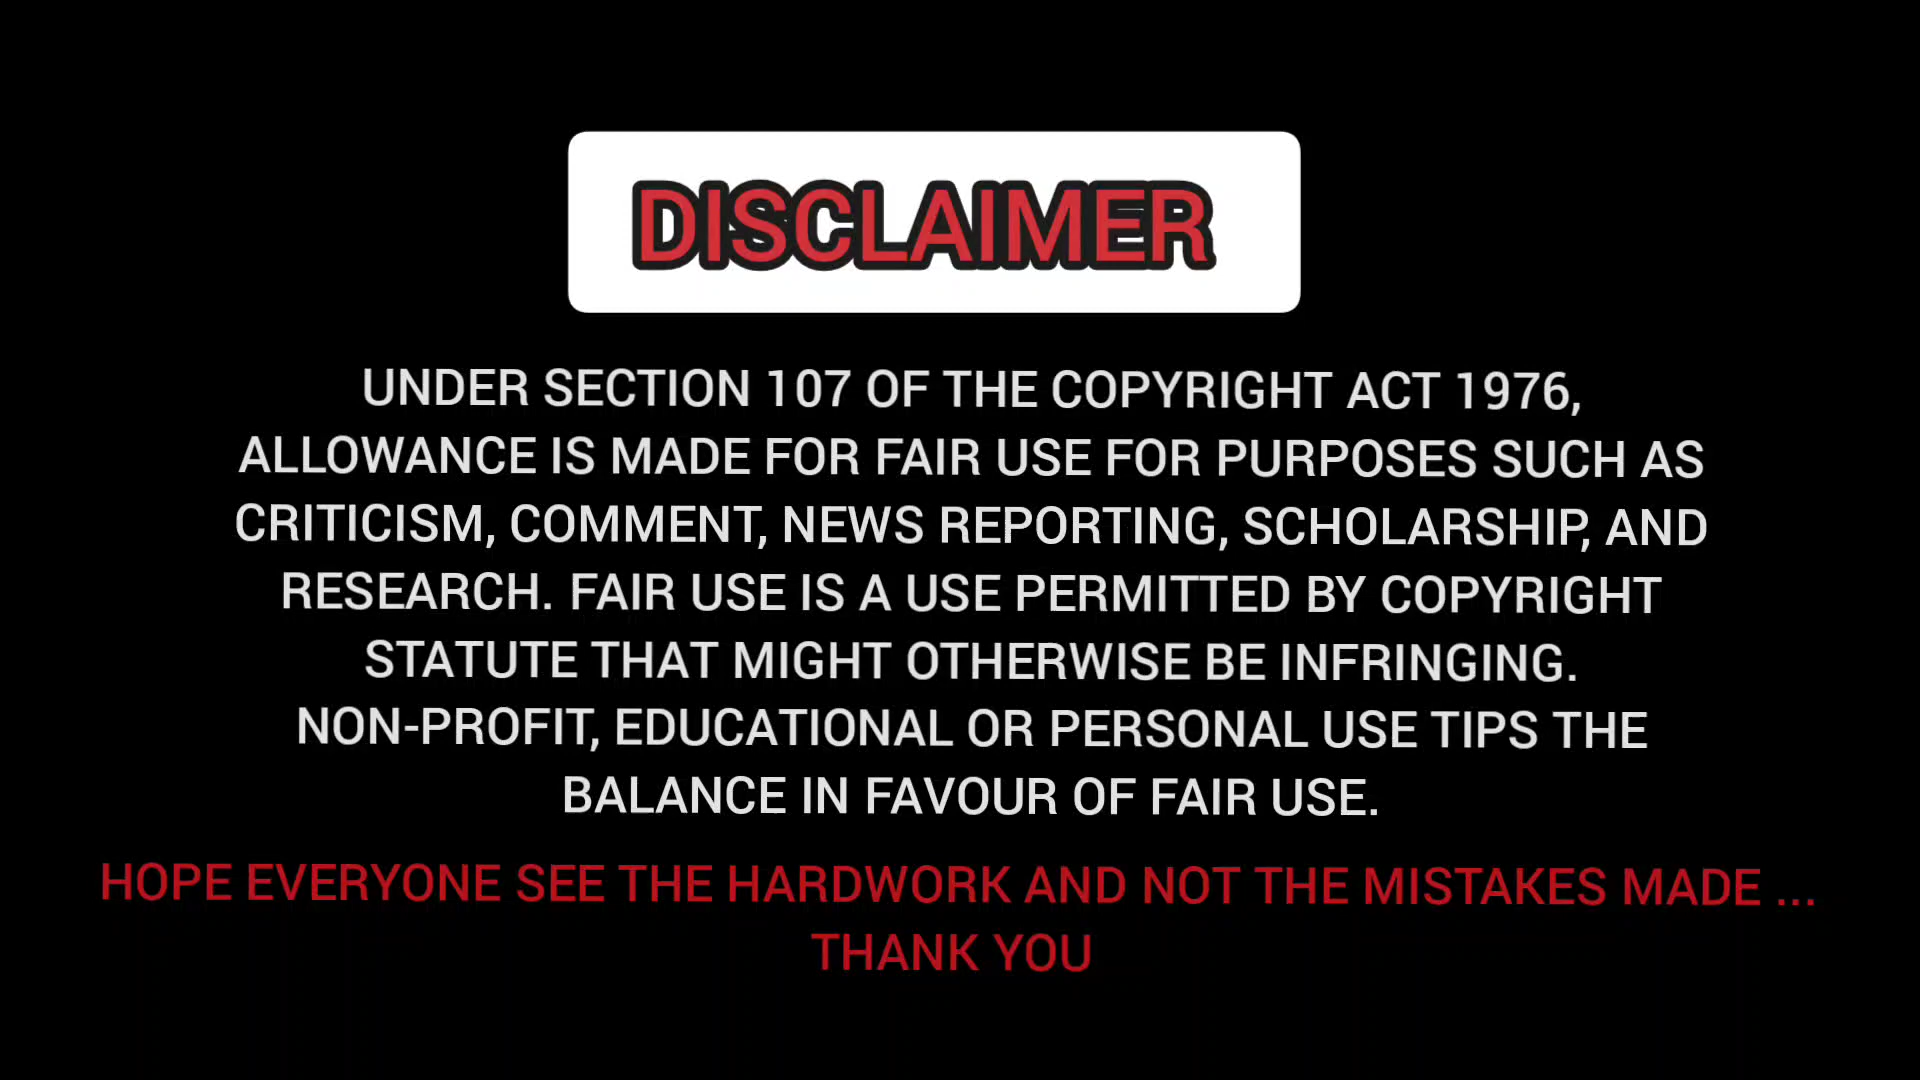 DISCLAIMER
UNDER SECTION 107 OF THE COPYRIGHT ACT 1976,
ALLOWANCE IS MADE FOR FAIR USE FOR PURPOSES SUCH AS
CRITICISM, COMMENT, NEWS REPORTING, SCHOLARSHIP, AND
RESEARCH. FAIR USE IS A USE PERMITTED BY COPYRIGHT
STATUTE THAT MIGHT OTHERWISE BE INFRINGING.
NON-PROFIT, EDUCATIONAL OR PERSONAL USE TIPS THE
BALANCE IN FAVOUR OF FAIR USE.
HOPE EVERYONE SEE THE HARDWORK AND NOT THE MISTAKES MADE ...
THANK YOU